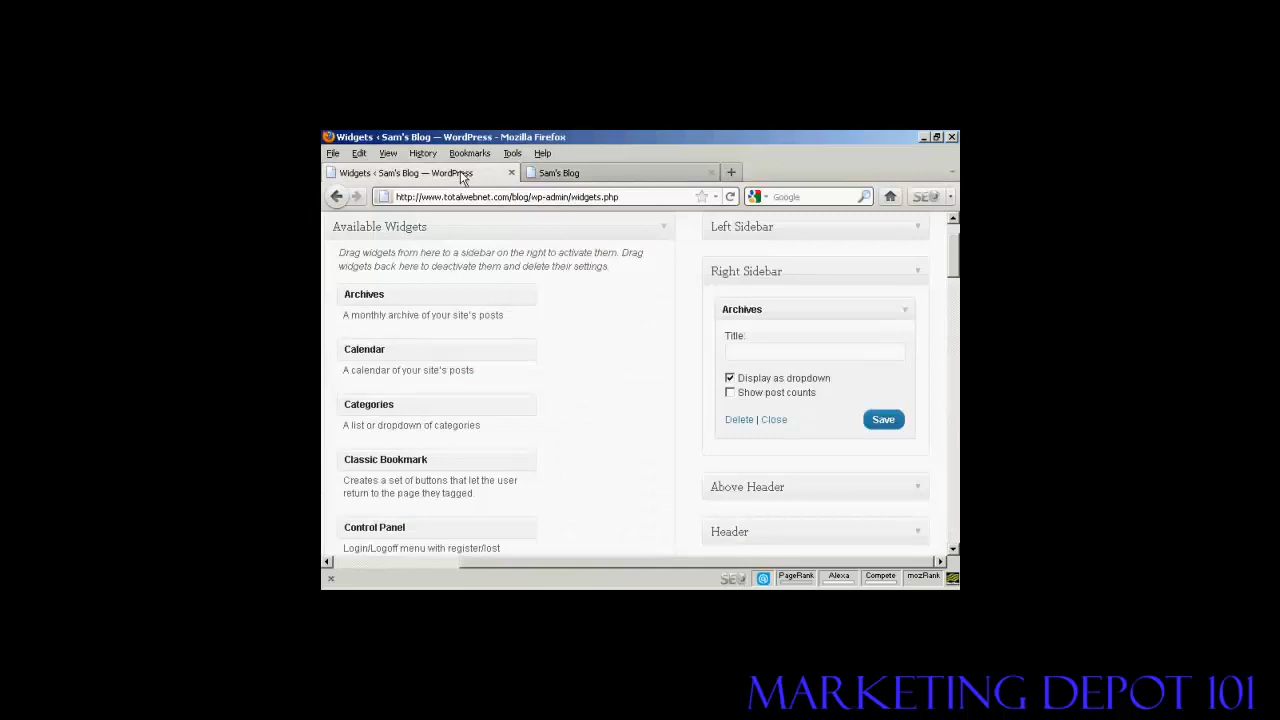 Widgets ‹ Sam's Blog — WordPress - Mozilla Firefox
File Edit View History Bookmarks Tools Help
Widgets ‹ Sam's Blog — WordPress
Sam's Blog
http://www.totalwebnet.com/blog/wp-admin/widgets.php
Google
SEO
Available Widgets
Drag widgets from here to a sidebar on the right to activate them. Drag
widgets back here to deactivate them and delete their settings.
Archives
A monthly archive of your site's posts
Calendar
A calendar of your site's posts
Categories
A list or dropdown of categories
Classic Bookmark
Creates a set of buttons that let the user
return to the page they tagged.
Control Panel
Login/Logoff menu with register/lost
Left Sidebar
Right Sidebar
Archives
Title:
Display as dropdown
Show post counts
Delete | Close
Save
Above Header
Header
SEO
PageRank
Alexa
Compete
mozRank
MARKETING DEPOT 101